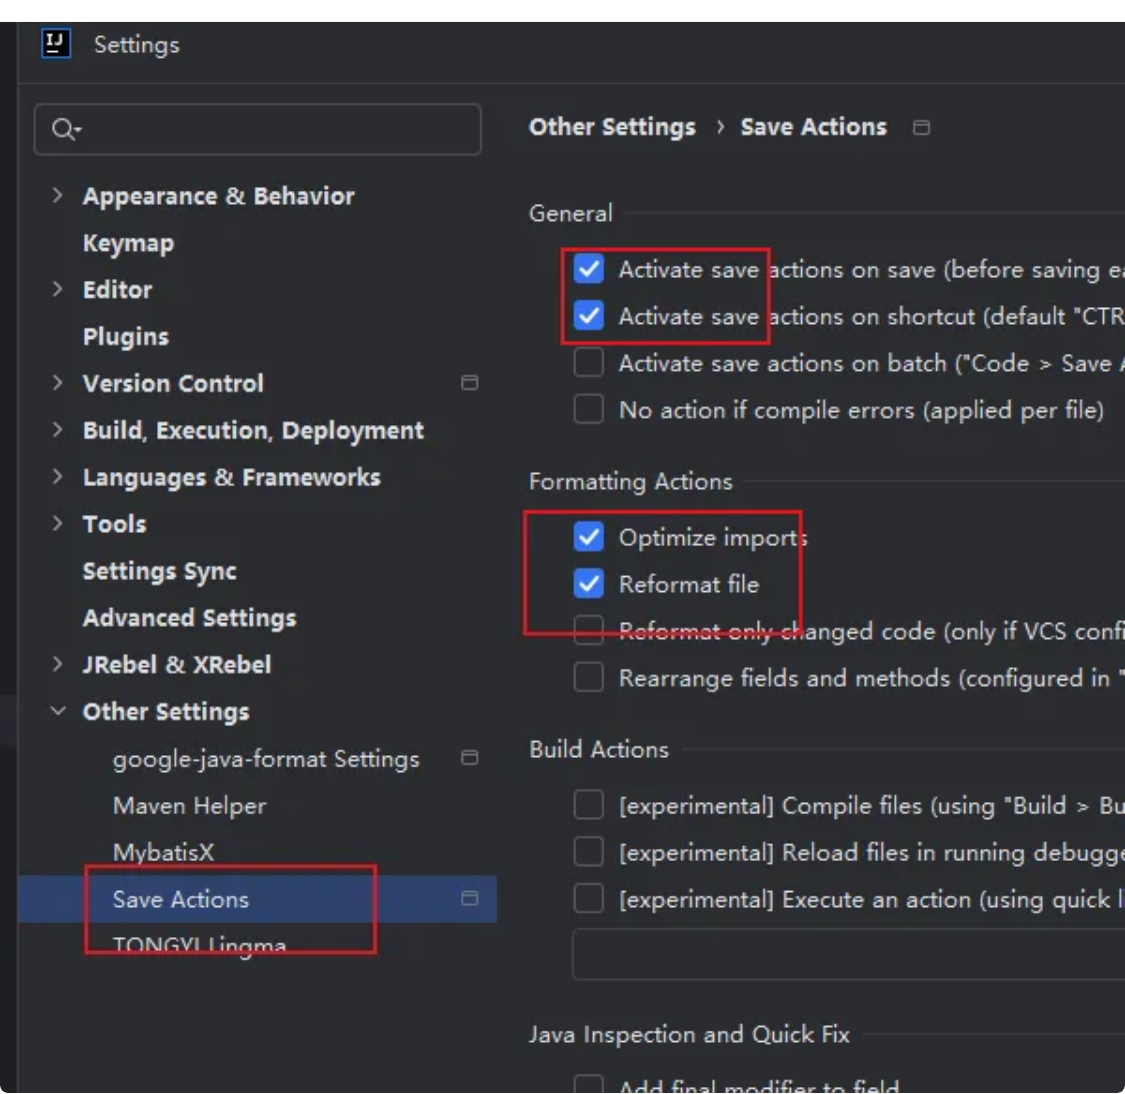 IJ
Settings
Other Settings › Save Actions
Appearance & Behavior
Keymap
Editor
Plugins
Version Control
Build, Execution, Deployment
Languages & Frameworks
Tools
Settings Sync
Advanced Settings
JRebel & XRebel
Other Settings
google-java-format Settings
Maven Helper
MybatisX
Save Actions
TONGYI Lingma
General
Activate save actions on save (before saving ea
Activate save actions on shortcut (default "CTR
Activate save actions on batch ("Code > Save A
No action if compile errors (applied per file)
Formatting Actions
Optimize imports
Reformat file
Reformat only changed code (only if VCS confi
Rearrange fields and methods (configured in "
Build Actions
[experimental] Compile files (using "Build > Bu
[experimental] Reload files in running debugge
[experimental] Execute an action (using quick li
Java Inspection and Quick Fix
Add final modifier to field